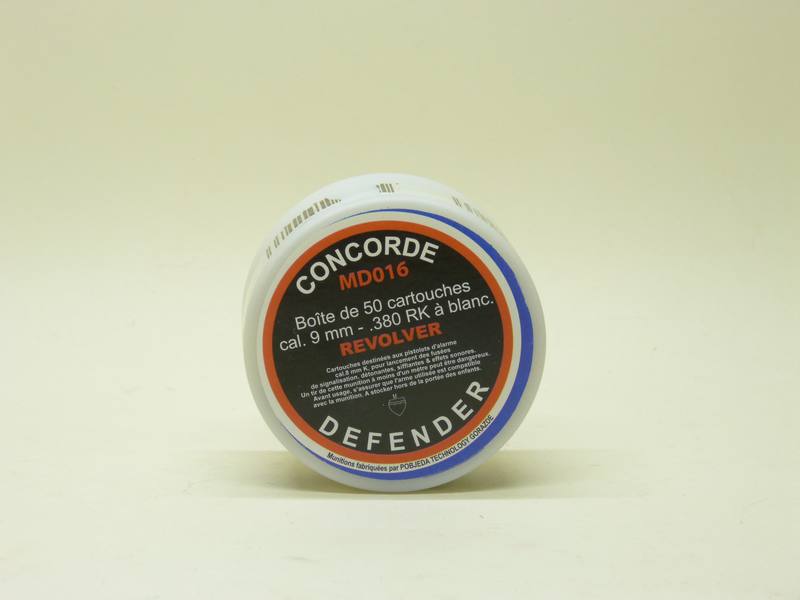 CONCORDE
MD016
Boîte de 50 cartouches
cal. 9 mm - .380 RK à blanc.
REVOLVER
Cartouches destinées aux pistolets d'alarme
cal.8 mm K, pour lancement des fusées
de signalisation, détonantes, sifflantes & effets sonores.
Un tir de cette munition à moins d'un mètre peut être dangereux.
Avant usage, s'assurer que l'arme utilisée est compatible
avec la munition. A stocker hors de la portée des enfants.
DEFENDER
Munitions fabriquées par POBJEDA TECHNOLOGY GORAZDE